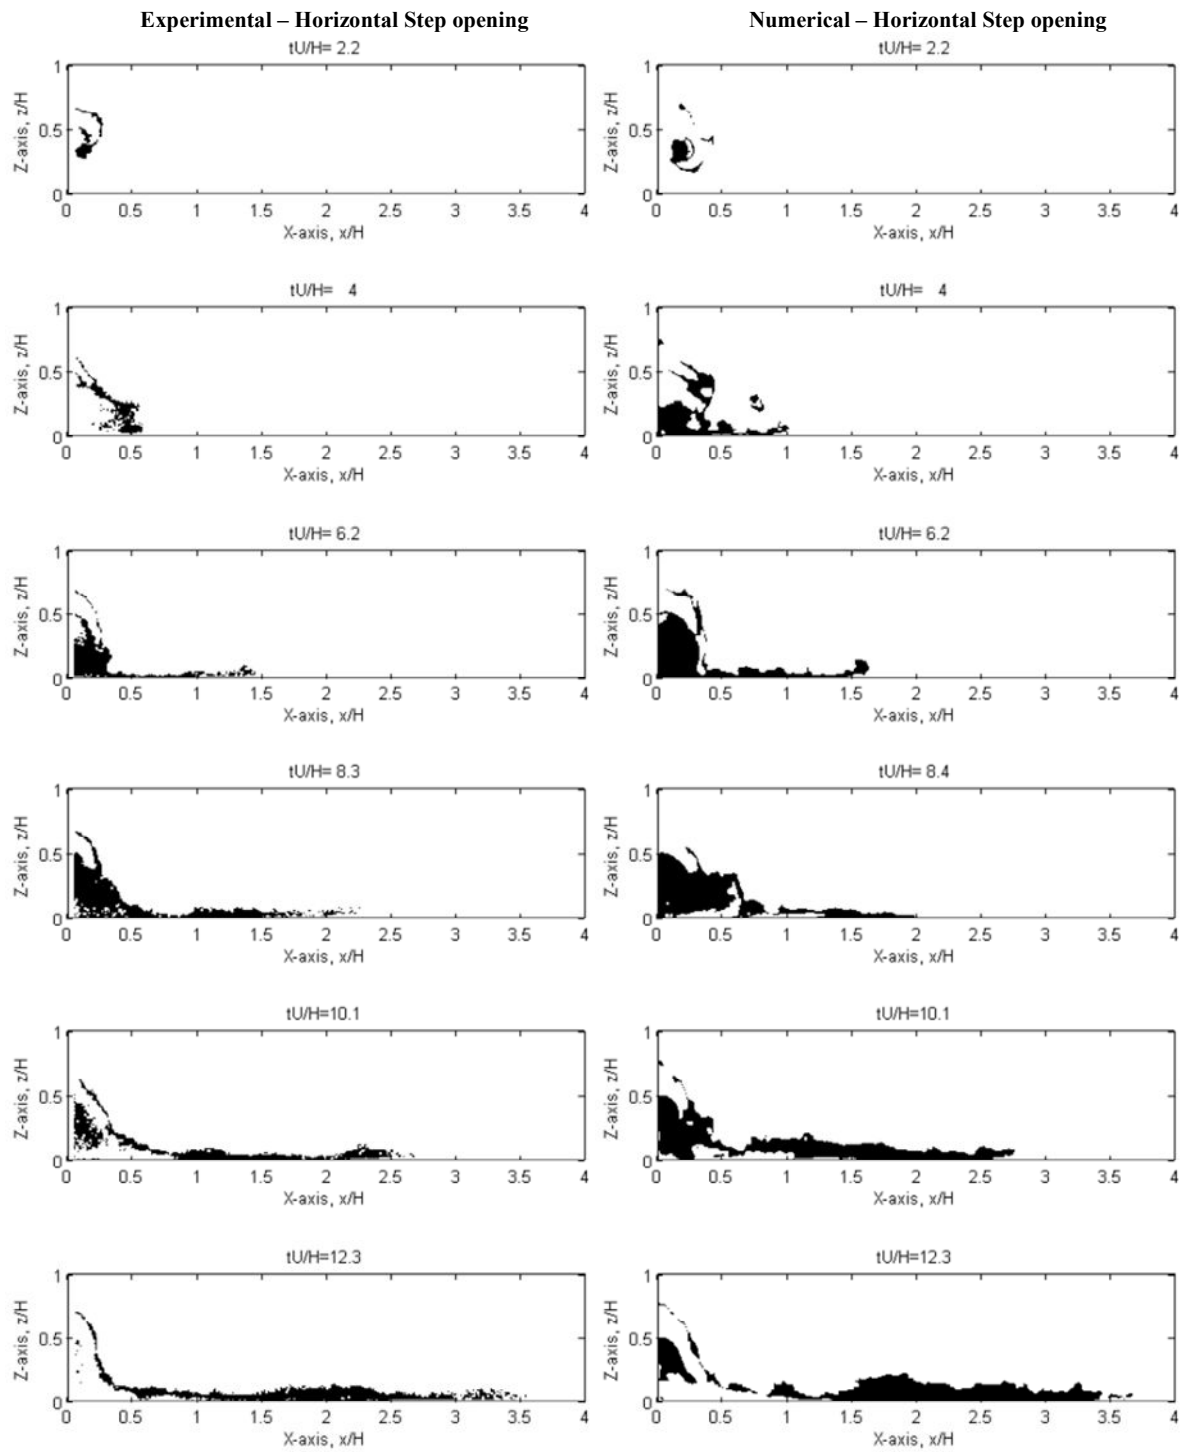 Experimental – Horizontal Step opening
Numerical – Horizontal Step opening
tU/H= 2.2
1
0.5
0
Z-axis, z/H
0 0.5 1 1.5 2 2.5 3 3.5 4
X-axis, x/H
tU/H= 2.2
1
0.5
0
Z-axis, z/H
0 0.5 1 1.5 2 2.5 3 3.5 4
X-axis, x/H
tU/H= 4
1
0.5
0
Z-axis, z/H
0 0.5 1 1.5 2 2.5 3 3.5 4
X-axis, x/H
tU/H= 4
1
0.5
0
Z-axis, z/H
0 0.5 1 1.5 2 2.5 3 3.5 4
X-axis, x/H
tU/H= 6.2
1
0.5
0
Z-axis, z/H
0 0.5 1 1.5 2 2.5 3 3.5 4
X-axis, x/H
tU/H= 6.2
1
0.5
0
Z-axis, z/H
0 0.5 1 1.5 2 2.5 3 3.5 4
X-axis, x/H
tU/H= 8.3
1
0.5
0
Z-axis, z/H
0 0.5 1 1.5 2 2.5 3 3.5 4
X-axis, x/H
tU/H= 8.4
1
0.5
0
Z-axis, z/H
0 0.5 1 1.5 2 2.5 3 3.5 4
X-axis, x/H
tU/H=10.1
1
0.5
0
Z-axis, z/H
0 0.5 1 1.5 2 2.5 3 3.5 4
X-axis, x/H
tU/H=10.1
1
0.5
0
Z-axis, z/H
0 0.5 1 1.5 2 2.5 3 3.5 4
X-axis, x/H
tU/H=12.3
1
0.5
0
Z-axis, z/H
0 0.5 1 1.5 2 2.5 3 3.5 4
X-axis, x/H
tU/H=12.3
1
0.5
0
Z-axis, z/H
0 0.5 1 1.5 2 2.5 3 3.5 4
X-axis, x/H